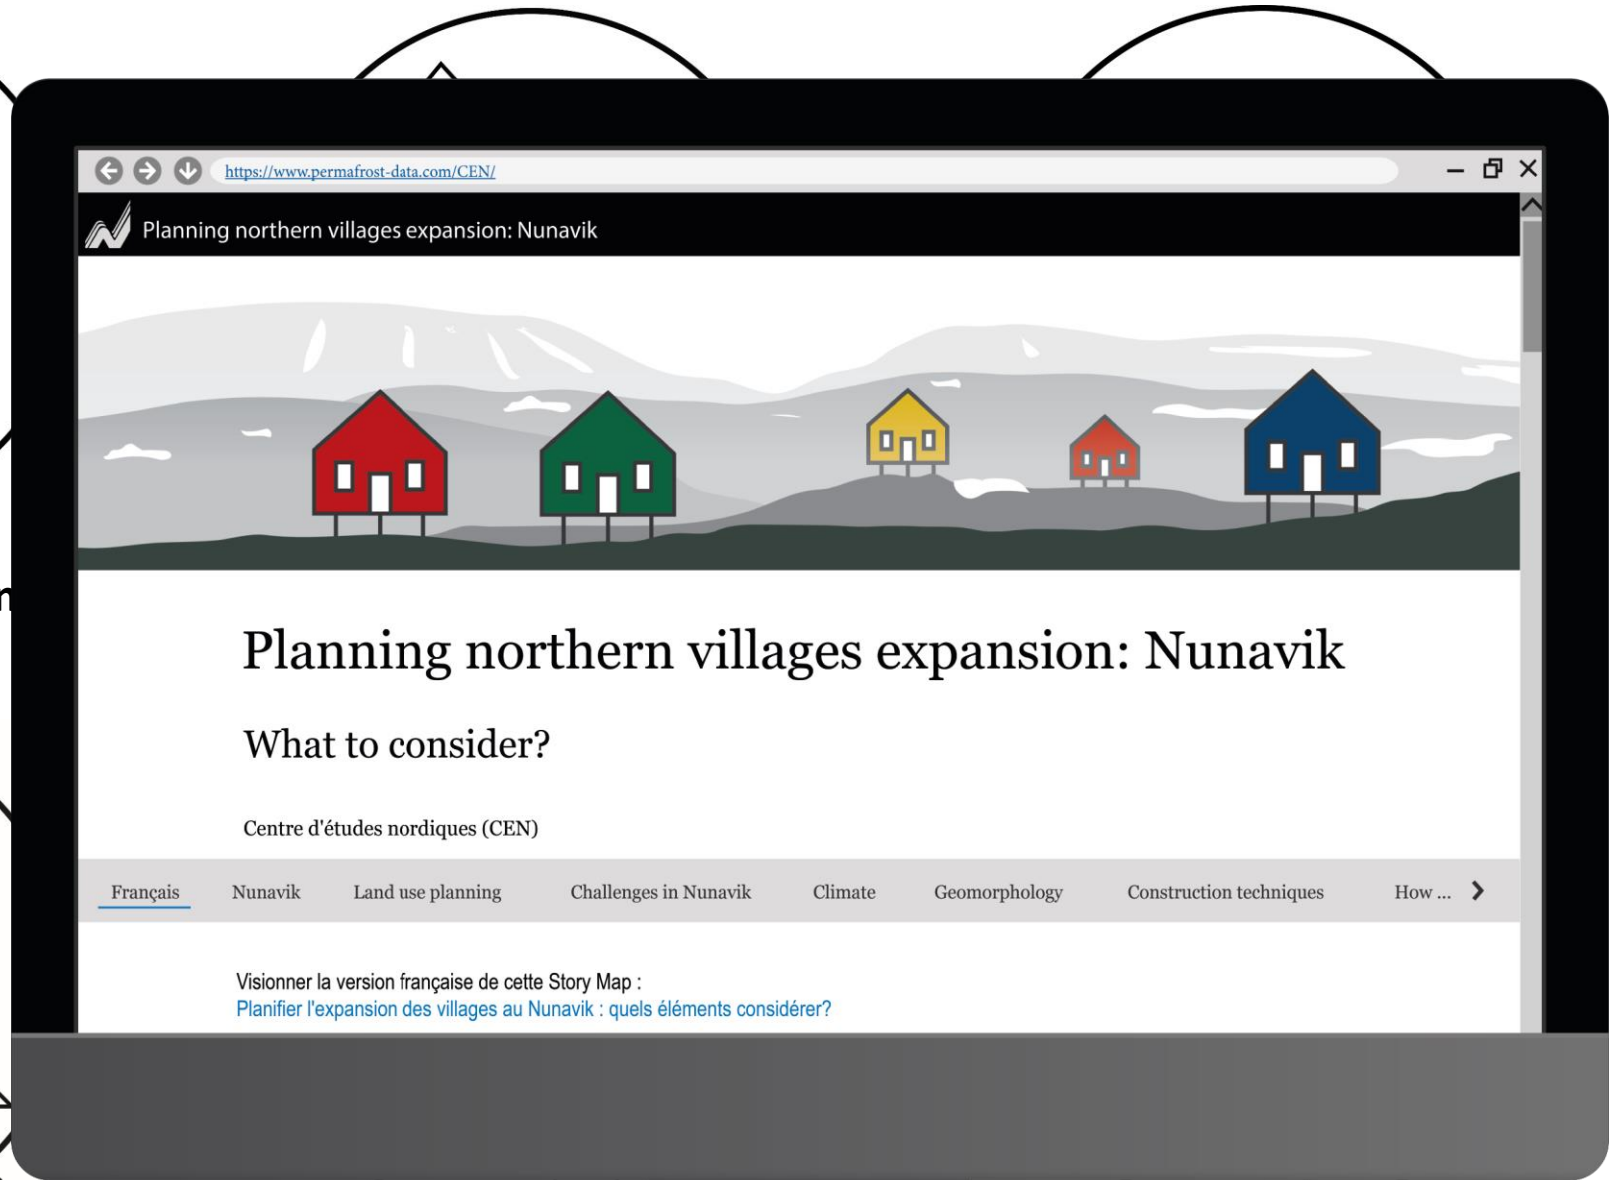 https://www.permafrost-data.com/CEN/
Planning northern villages expansion: Nunavik
Planning northern villages expansion: Nunavik
What to consider?
Centre d'études nordiques (CEN)
Français Nunavik Land use planning Challenges in Nunavik Climate Geomorphology Construction techniques How ...
Visionner la version française de cette Story Map :
Planifier l'expansion des villages au Nunavik : quels éléments considérer?